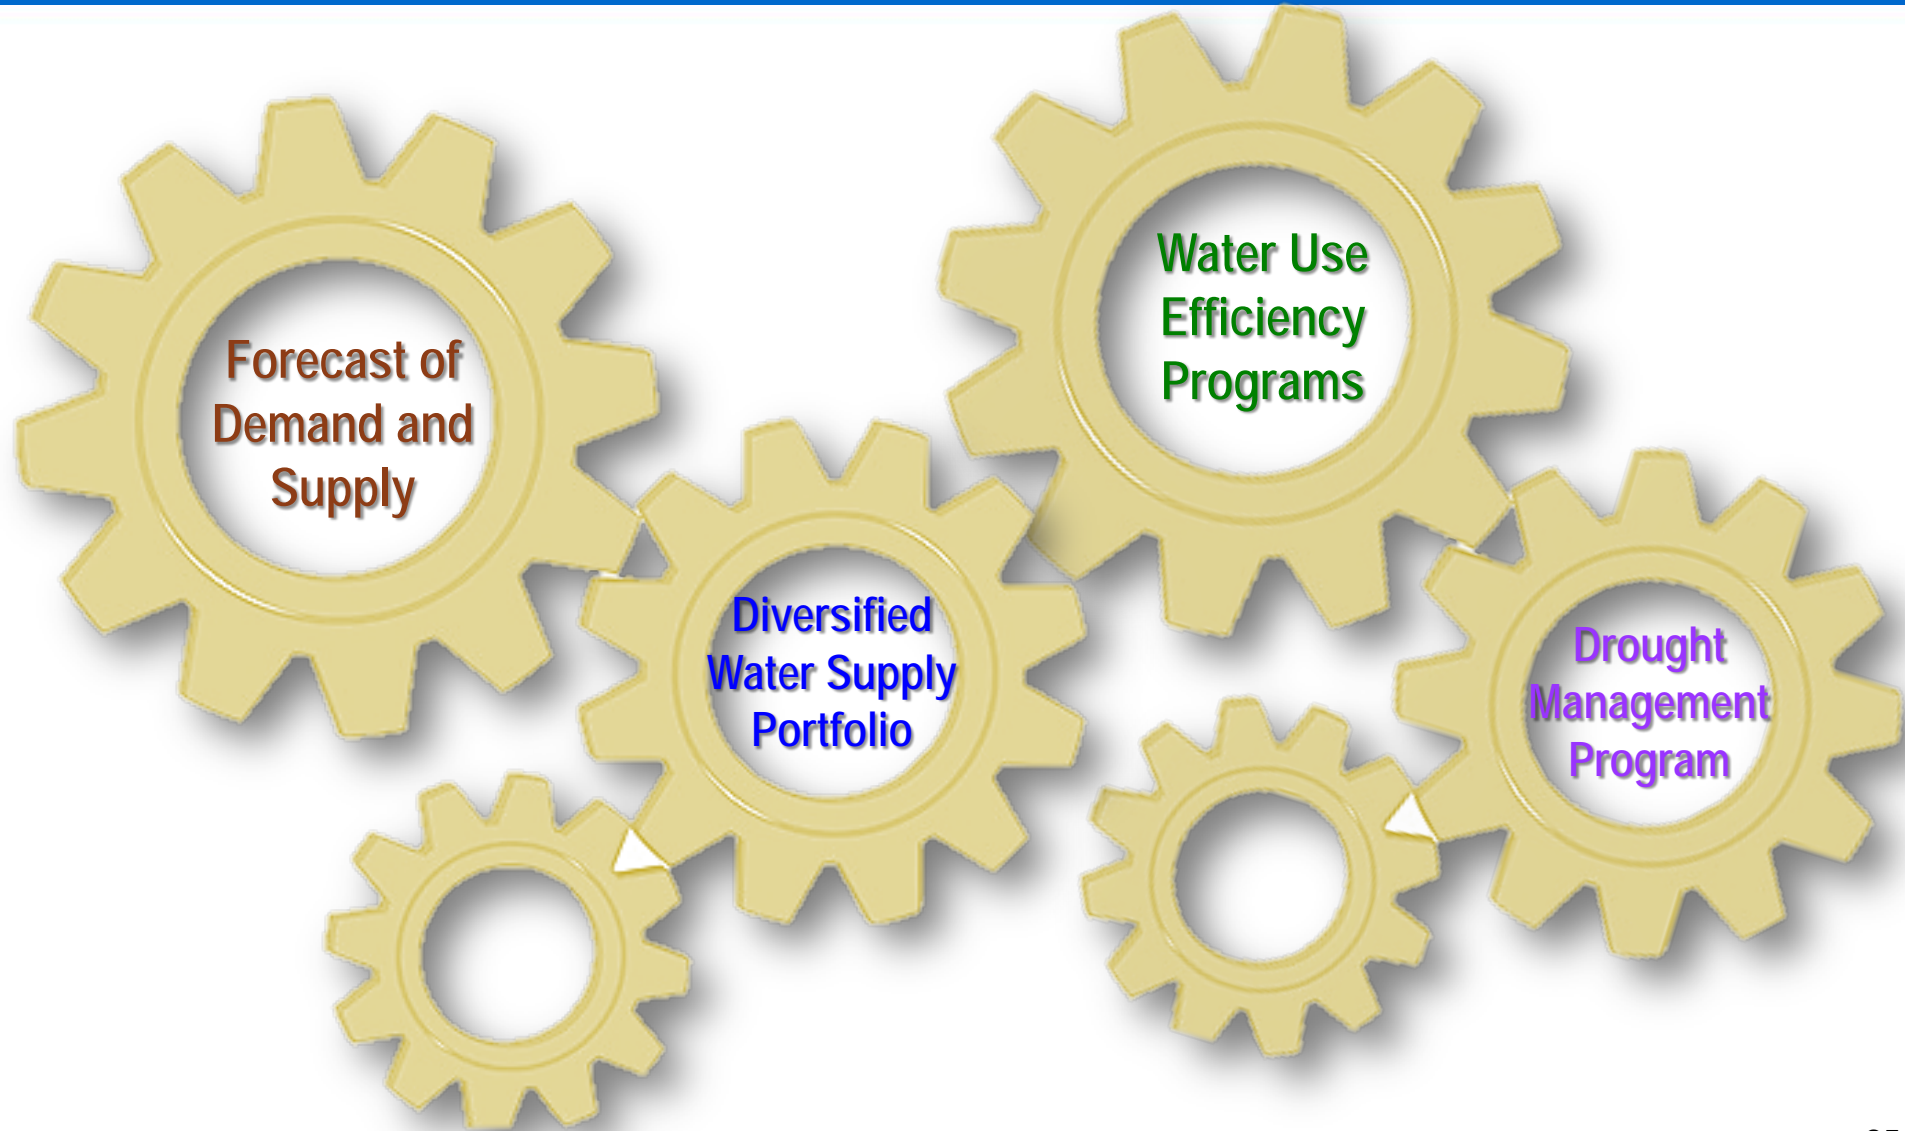 Forecast of
Demand and
Supply
Water Use
Efficiency
Programs
Diversified
Water Supply
Portfolio
Drought
Management
Program